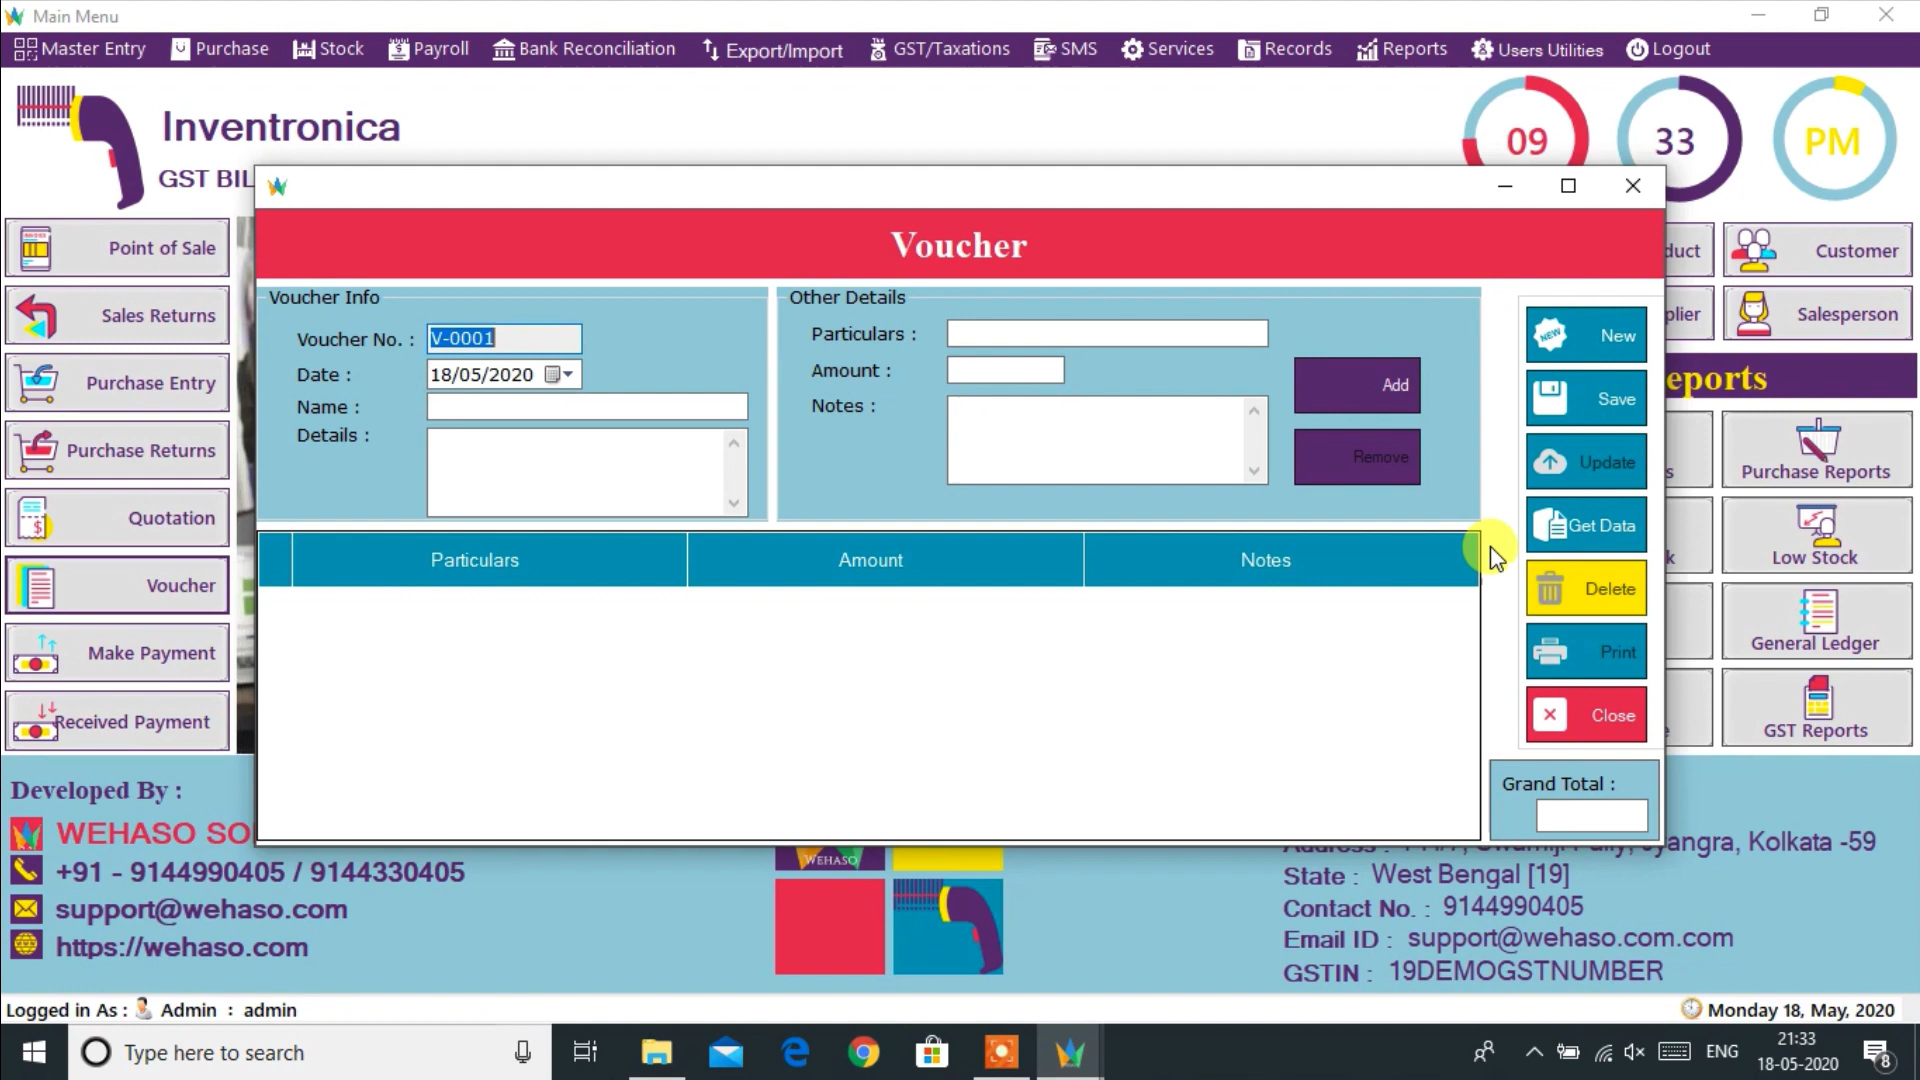 Main Menu
Master Entry Purchase Stock Payroll Bank Reconciliation Export/Import GST/Taxations SMS Services Records Reports Users Utilities Logout
Inventronica
GST BIL
09 33 PM
Point of Sale
Sales Returns
Purchase Entry
Purchase Returns
Quotation
Voucher
Make Payment
Received Payment
Voucher
Voucher Info
Voucher No. : V-0001
Date : 18/05/2020
Name :
Details :
Other Details
Particulars :
Amount :
Notes :
Add
Remove
Particulars Amount Notes
NEW New
Save
Update
Get Data
Delete
Print
Close
Grand Total :
duct Customer
plier Salesperson
eports
s Purchase Reports
k Low Stock
General Ledger
e GST Reports
Developed By :
WEHASO SO
+91 - 9144990405 / 9144330405
support@wehaso.com
https://wehaso.com
WEHASO
yangra, Kolkata -59
State : West Bengal [19]
Contact No. : 9144990405
Email ID : support@wehaso.com.com
GSTIN : 19DEMOGSTNUMBER
Logged in As : Admin : admin
Monday 18, May, 2020
Type here to search
ENG
21:33
18-05-2020
8